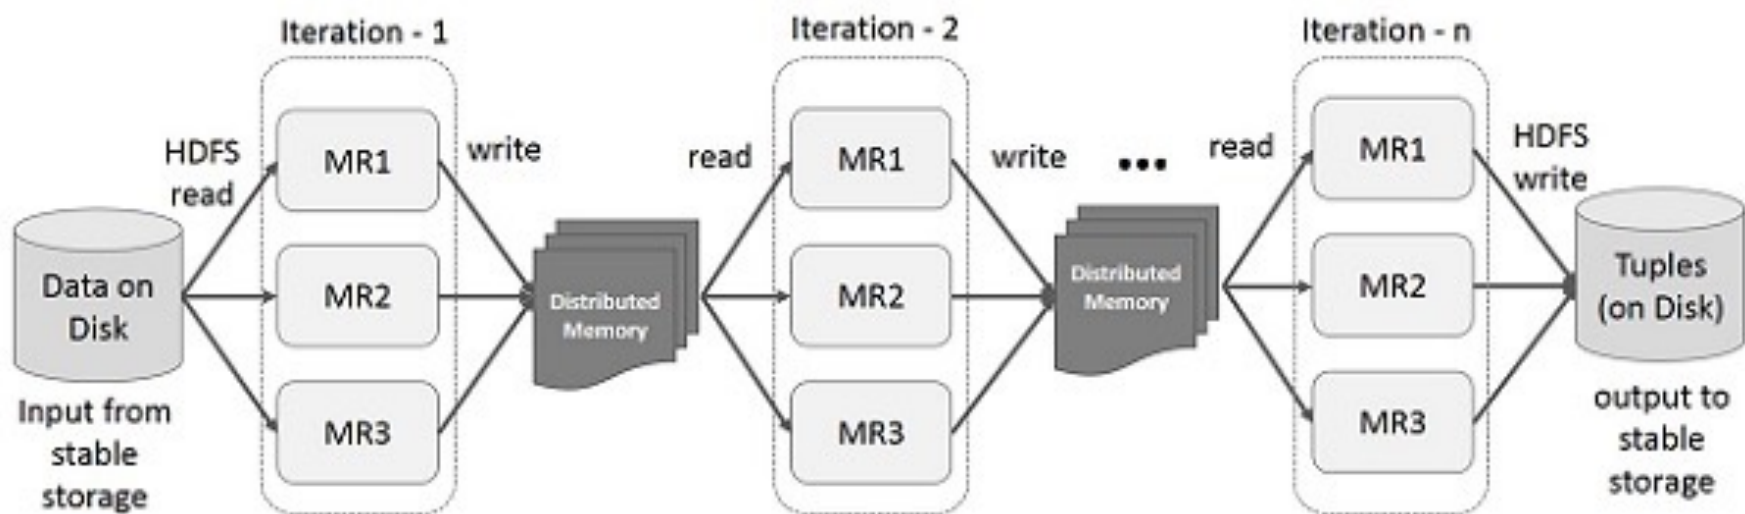 Iteration - 1
Iteration - 2
Iteration - n
HDFS
read
MR1
write
read
MR1
write
...
read
MR1
HDFS
write
Data on
Disk
MR2
Distributed
Memory
MR2
Distributed
Memory
MR2
Tuples
(on Disk)
Input from
stable
storage
MR3
MR3
MR3
output to
stable
storage